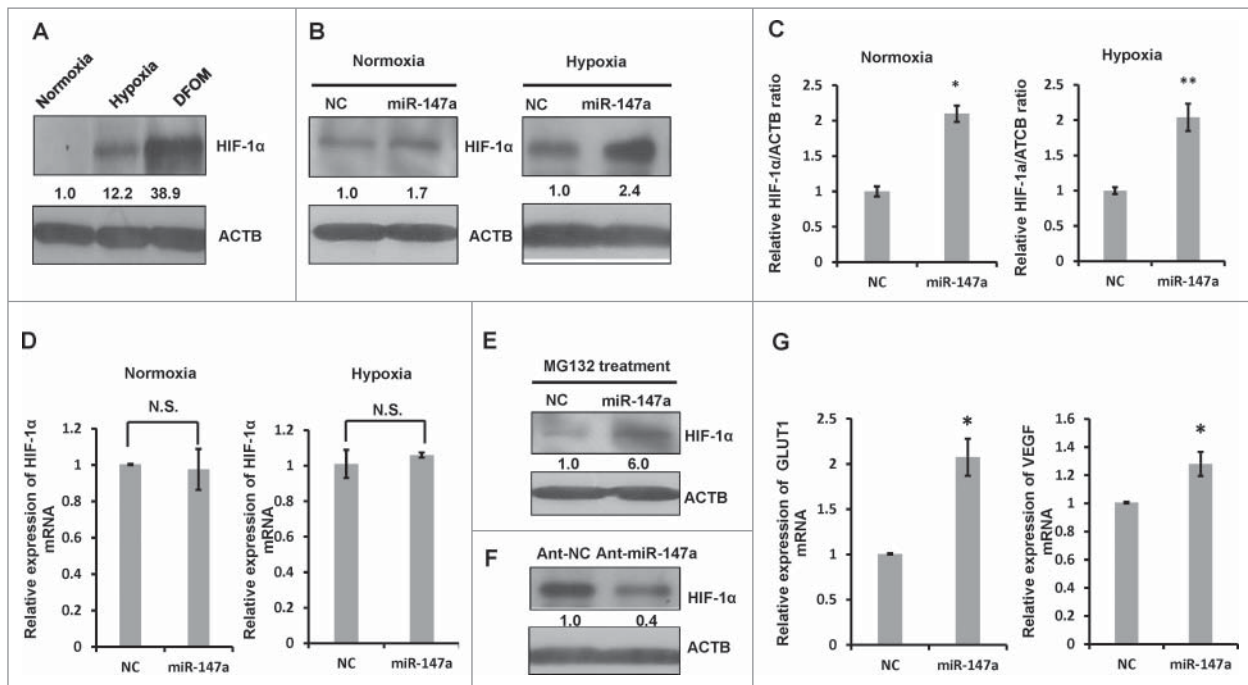 A
Normoxia
Hypoxia
DFOM
HIF-1α
1.0 12.2 38.9
ACTB
B
Normoxia
NC miR-147a
1.0 1.7
Hypoxia
NC miR-147a
HIF-1α
1.0 2.4
ACTB
C
Normoxia
Relative HIF-1α/ACTB ratio
2.5
2
1.5
1
0.5
0
*
NC miR-147a
Hypoxia
Relative HIF-1a/ATCB ratio
2.5
2
1.5
1
0.5
0
**
NC miR-147a
D
Normoxia
N.S.
Relative expression of HIF-1α
mRNA
1.2
1
0.8
0.6
0.4
0.2
0
NC miR-147a
Hypoxia
N.S.
Relative expression of HIF-1α
mRNA
1.2
1
0.8
0.6
0.4
0.2
0
NC miR-147a
E
MG132 treatment
NC miR-147a
HIF-1α
1.0 6.0
ACTB
F
Ant-NC Ant-miR-147a
HIF-1α
1.0 0.4
ACTB
G
Relative expression of GLUT1
mRNA
2.5
2
1.5
1
0.5
0
*
NC miR-147a
Relative expression of VEGF
mRNA
1.6
1.4
1.2
1
0.8
0.6
0.4
0.2
0
*
NC miR-147a